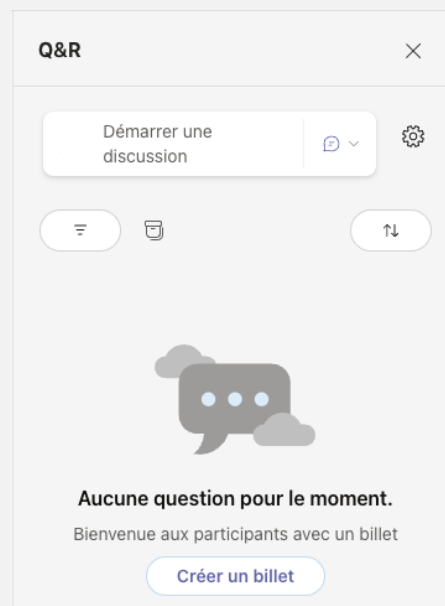 Q&R
Démarrer une
discussion
Aucune question pour le moment.
Bienvenue aux participants avec un billet
Créer un billet